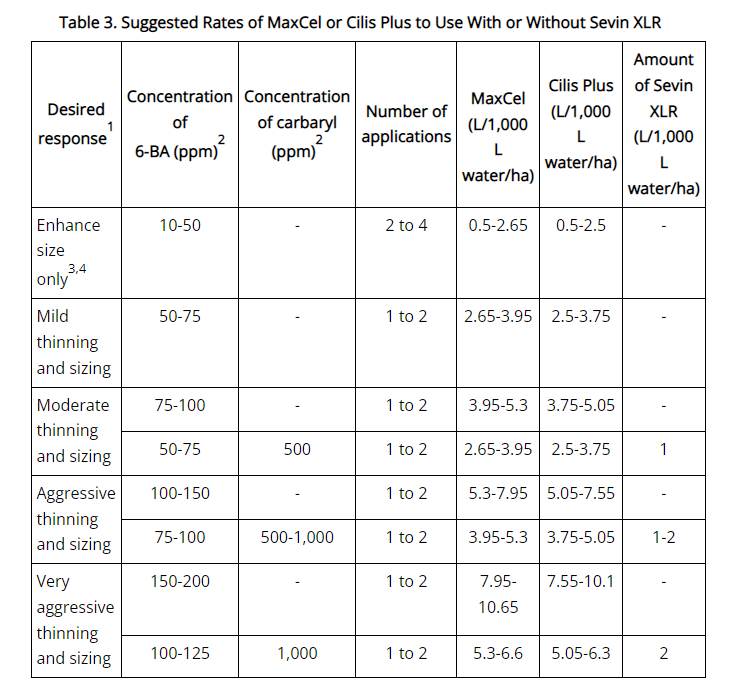 Table 3. Suggested Rates of MaxCel or Cilis Plus to Use With or Without Sevin XLR
Desired
response1
Concentration
of
6-BA (ppm)2
Concentration
of carbaryl
(ppm)2
Number of
applications
MaxCel
(L/1,000
L
water/ha)
Cilis Plus
(L/1,000
L
water/ha)
Amount
of Sevin
XLR
(L/1,000
L
water/ha)
Enhance
size
only3,4
10-50
-
2 to 4
0.5-2.65
0.5-2.5
-
Mild
thinning
and sizing
50-75
-
1 to 2
2.65-3.95
2.5-3.75
-
Moderate
thinning
and sizing
75-100
-
1 to 2
3.95-5.3
3.75-5.05
-
50-75
500
1 to 2
2.65-3.95
2.5-3.75
1
Aggressive
thinning
and sizing
100-150
-
1 to 2
5.3-7.95
5.05-7.55
-
75-100
500-1,000
1 to 2
3.95-5.3
3.75-5.05
1-2
Very
aggressive
thinning
and sizing
150-200
-
1 to 2
7.95-
10.65
7.55-10.1
-
100-125
1,000
1 to 2
5.3-6.6
5.05-6.3
2